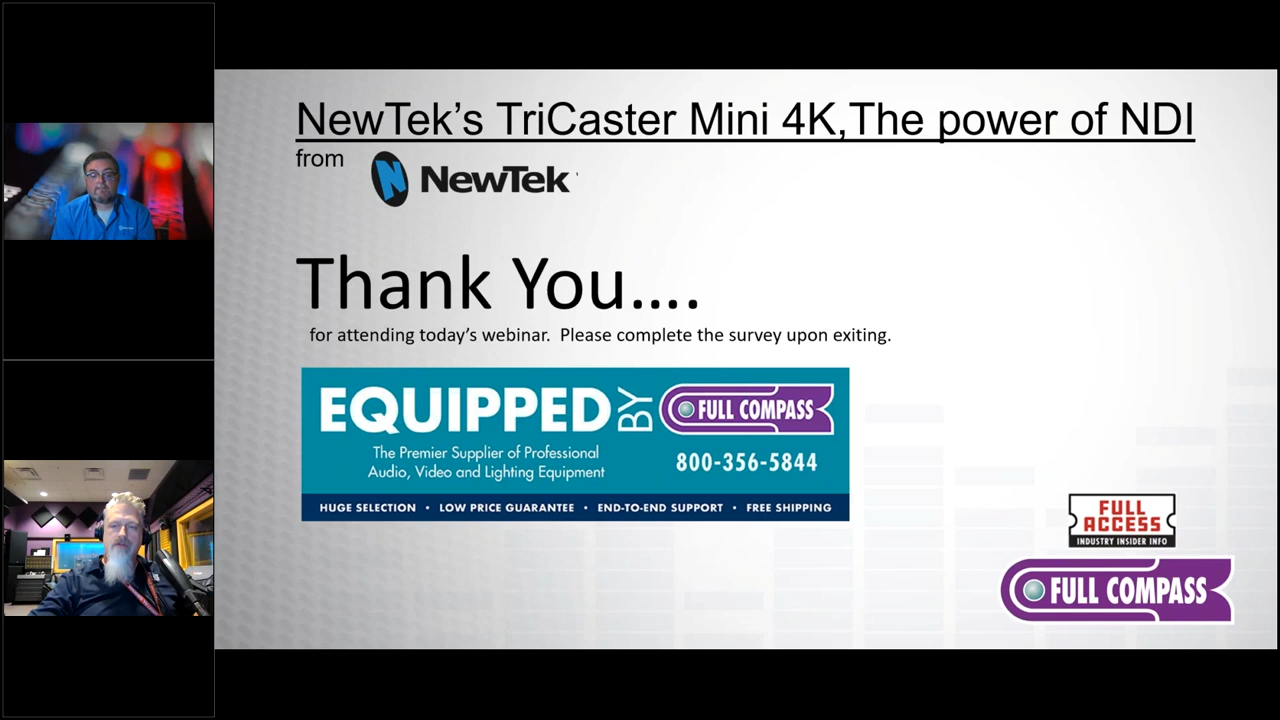 NewTek’s TriCaster Mini 4K,The power of NDI
from
NewTek
Thank You....
for attending today’s webinar.  Please complete the survey upon exiting.
EQUIPPED BY FULL COMPASS
The Premier Supplier of Professional
Audio, Video and Lighting Equipment
800-356-5844
HUGE SELECTION • LOW PRICE GUARANTEE • END-TO-END SUPPORT • FREE SHIPPING
FULL
ACCESS
INDUSTRY INSIDER INFO
FULL COMPASS